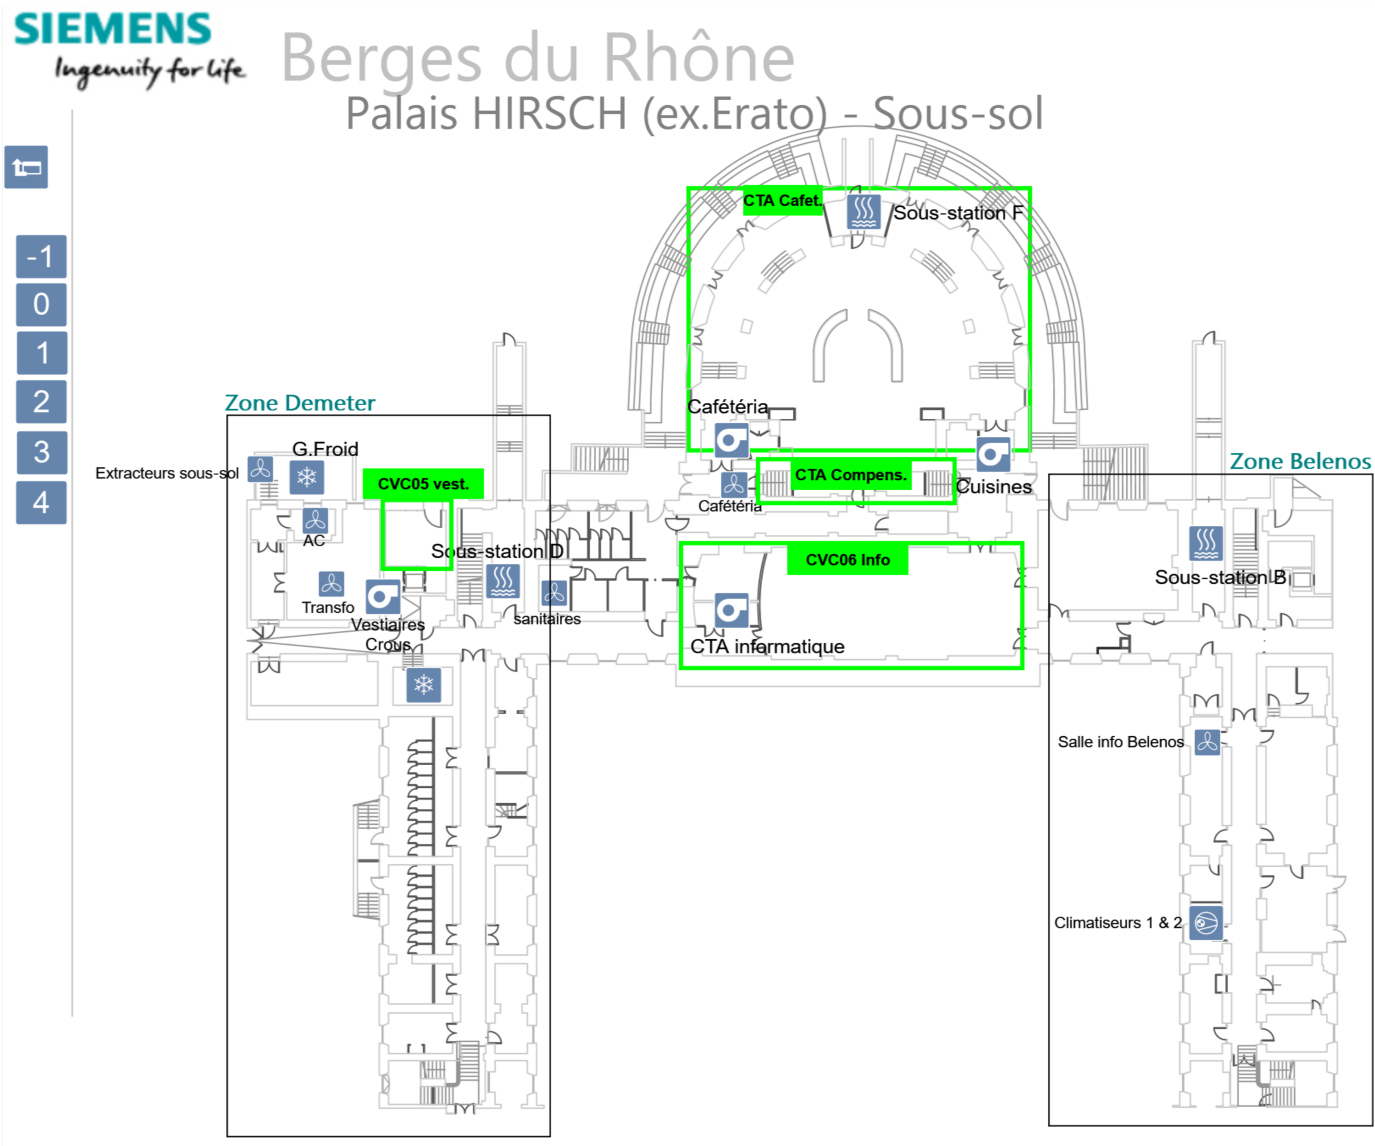 SIEMENS
Ingenuity for life
Berges du Rhône
Palais HIRSCH (ex.Erato) - Sous-sol
-1
0
1
2
3
4
CTA Cafet.
Sous-station F
Cafétéria
Zone Demeter
G.Froid
Extracteurs sous-sol
CVC05 vest.
CTA Compens.
Cuisines
Cafétéria
Zone Belenos
AC
Sous-station D
CVC06 Info
Sous-station B
Transfo
Vestiaires
Crous
sanitaires
CTA informatique
Salle info Belenos
Climatiseurs 1 & 2